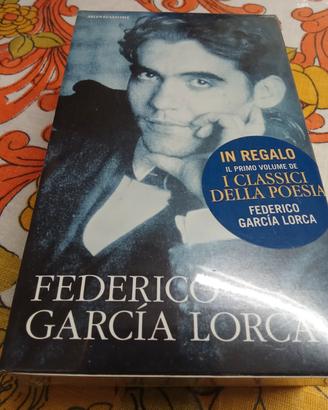 IN REGALO
IL PRIMO VOLUME DE
I CLASSICI
DELLA POESIA
FEDERICO
GARCÍA LORCA
FEDERICO
GARCÍA LORCA